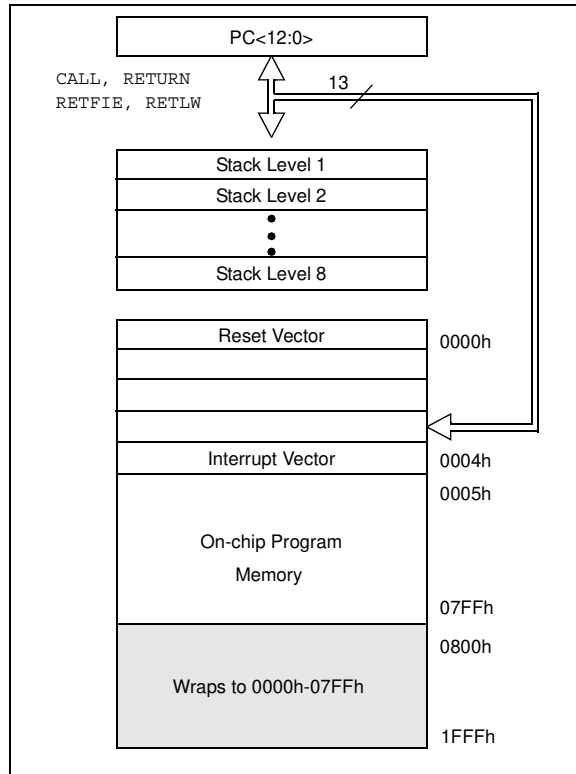 PC<12:0>
CALL, RETURN
RETFIE, RETLW
13
Stack Level 1
Stack Level 2
Stack Level 8
Reset Vector
0000h
Interrupt Vector
0004h
0005h
On-chip Program
Memory
07FFh
0800h
Wraps to 0000h-07FFh
1FFFh